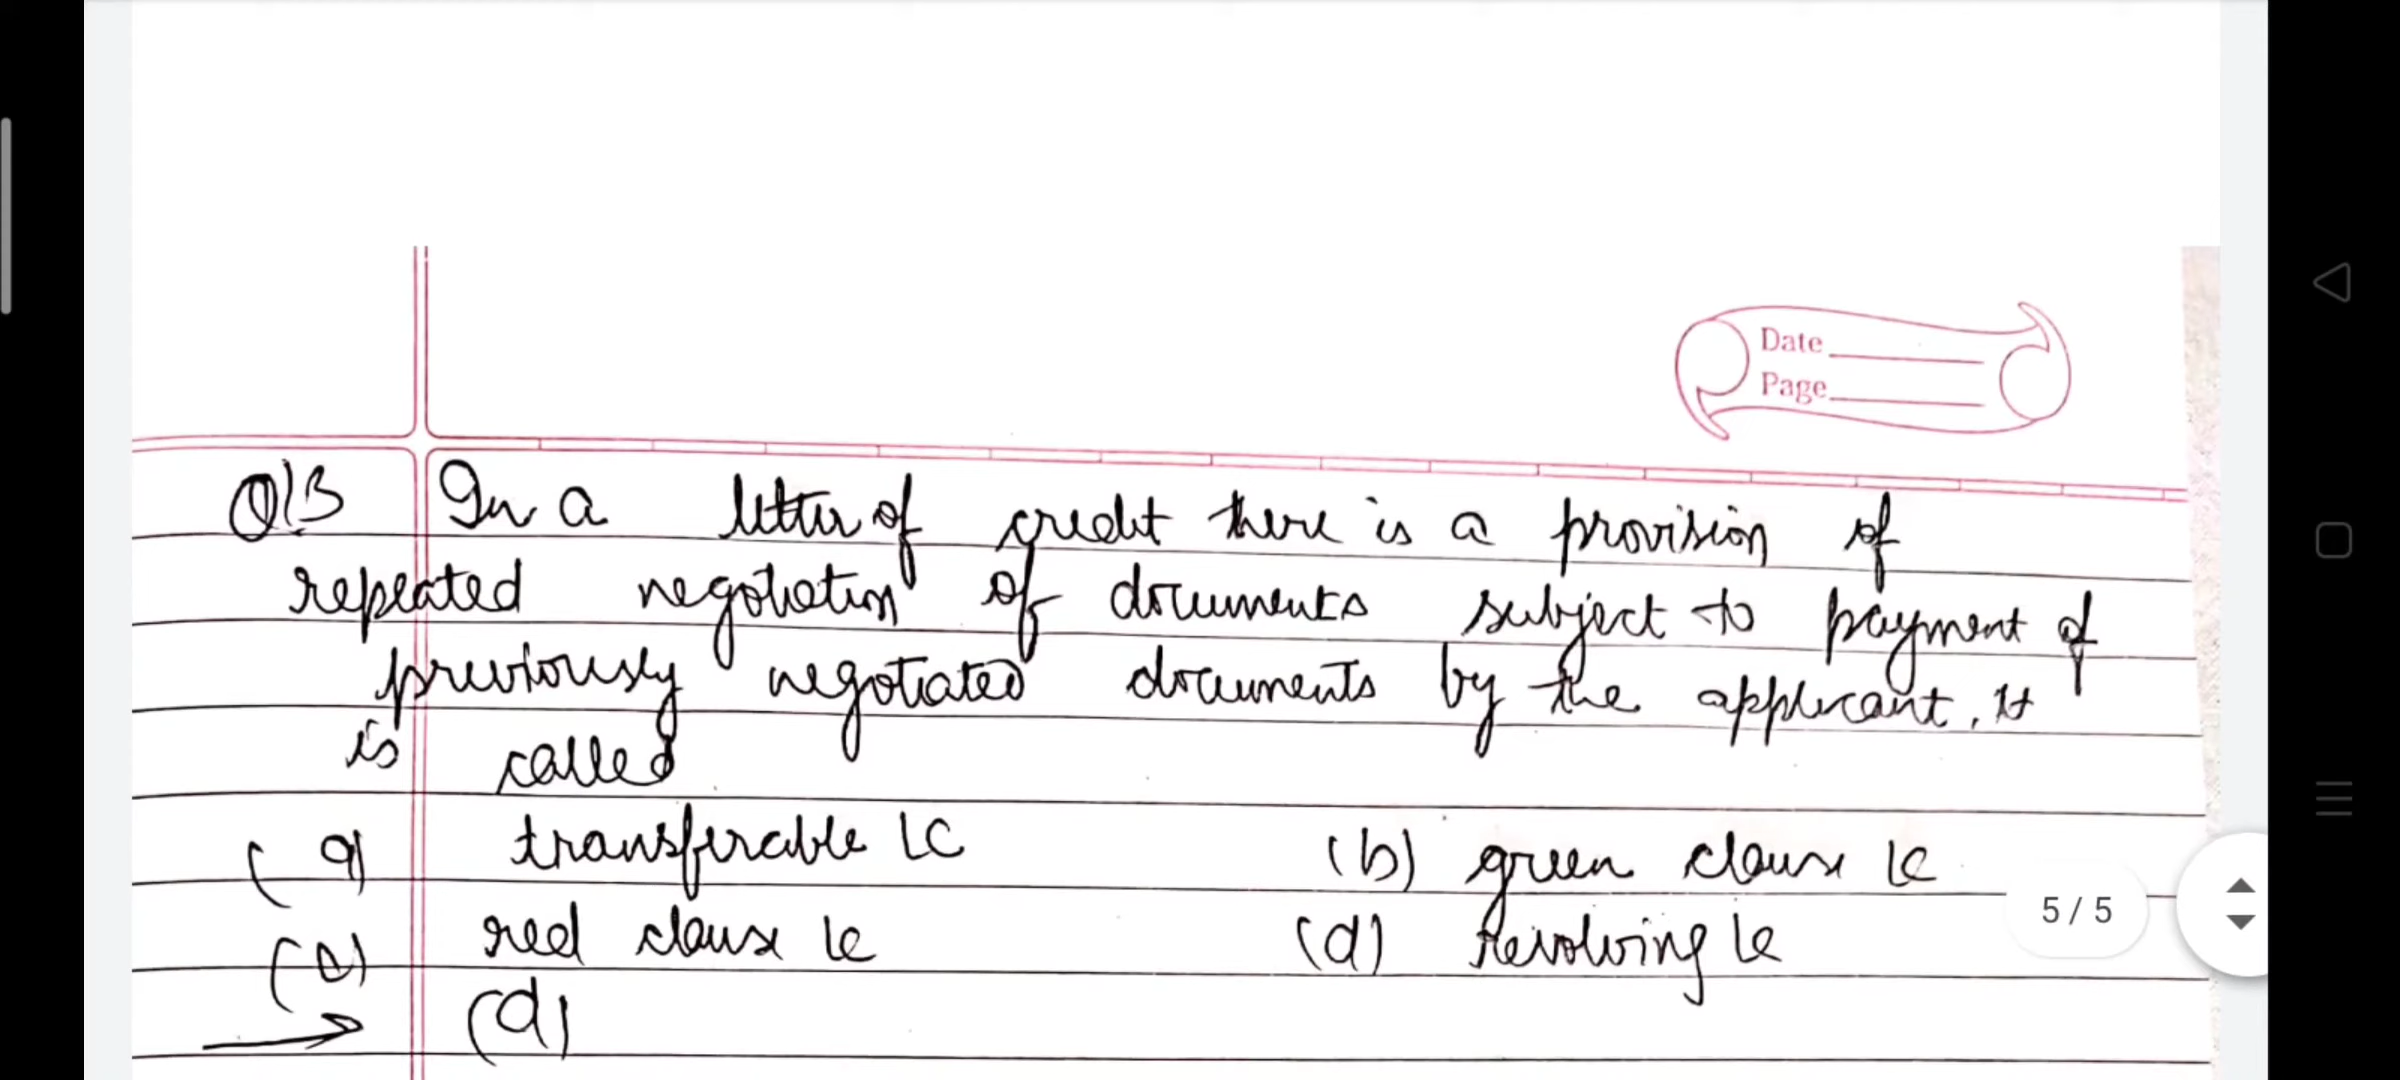 Date
Page
Q13 In a letter of credit there is a provision of
repeated negotiation of documents subject to payment of
previously negotiated documents by the applicant, it
is called
(a) transferable LC (b) green clause LC
(c) red clause LC (d) Revolving LC
5 / 5
→ (d)